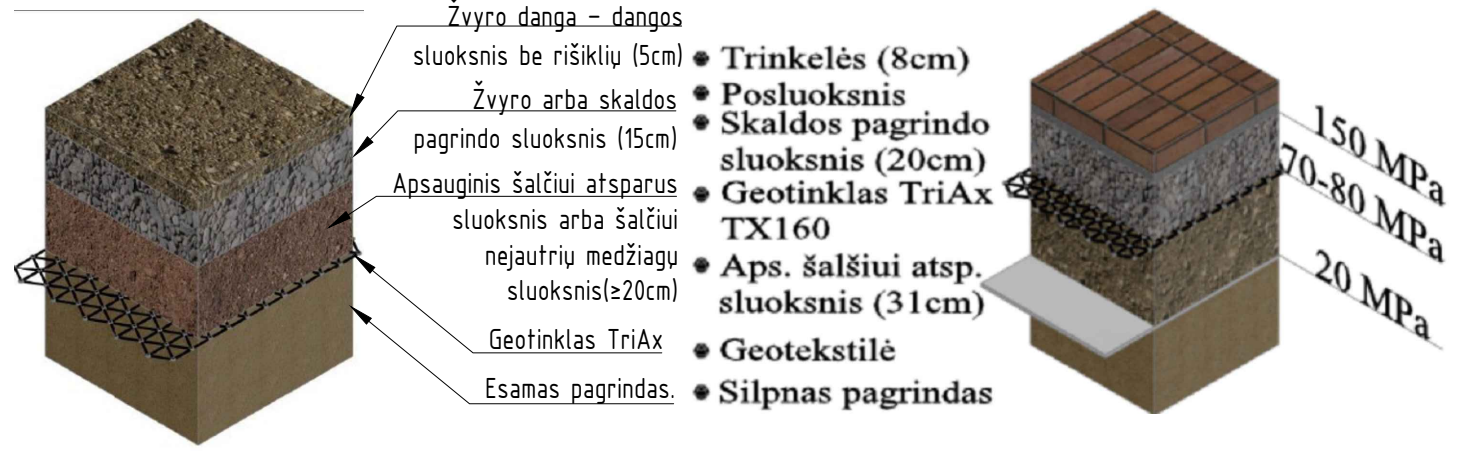 Žvyro danga – dangos
sluoksnis be rišiklių (5cm)
Žvyro arba skaldos
pagrindo sluoksnis (15cm)
Apsauginis šalčiui atsparus
sluoksnis arba šalčiui
nejautrių medžiagų
sluoksnis(≥20cm)
Geotinklas TriAx
Esamas pagrindas.
Trinkelės (8cm)
Posluoksnis
Skaldos pagrindo
sluoksnis (20cm)
Geotinklas TriAx
TX160
Aps. šalšiui atsp.
sluoksnis (31cm)
Geotekstilė
Silpnas pagrindas
150 MPa
70-80 MPa
20 MPa